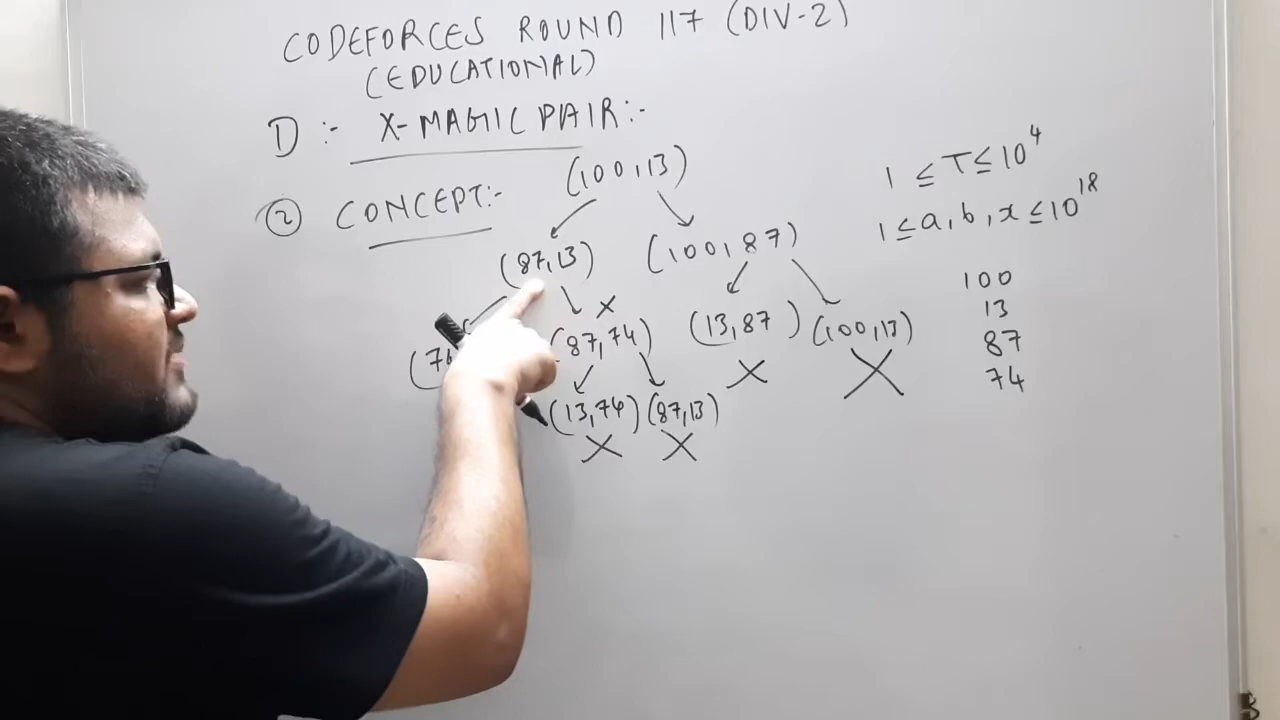 CODEFORCES ROUND 117 (DIV-2)
(EDUCATIONAL)
D :- X-MAGIC PAIR:-
② CONCEPT:-
(100,13)
(87,13) (100,87)
(87,74) (13,87) (100,13)
(13,74) (87,13)
1 ≤ T ≤ 10^4
1 ≤ a, b, x ≤ 10^18
100
13
87
74